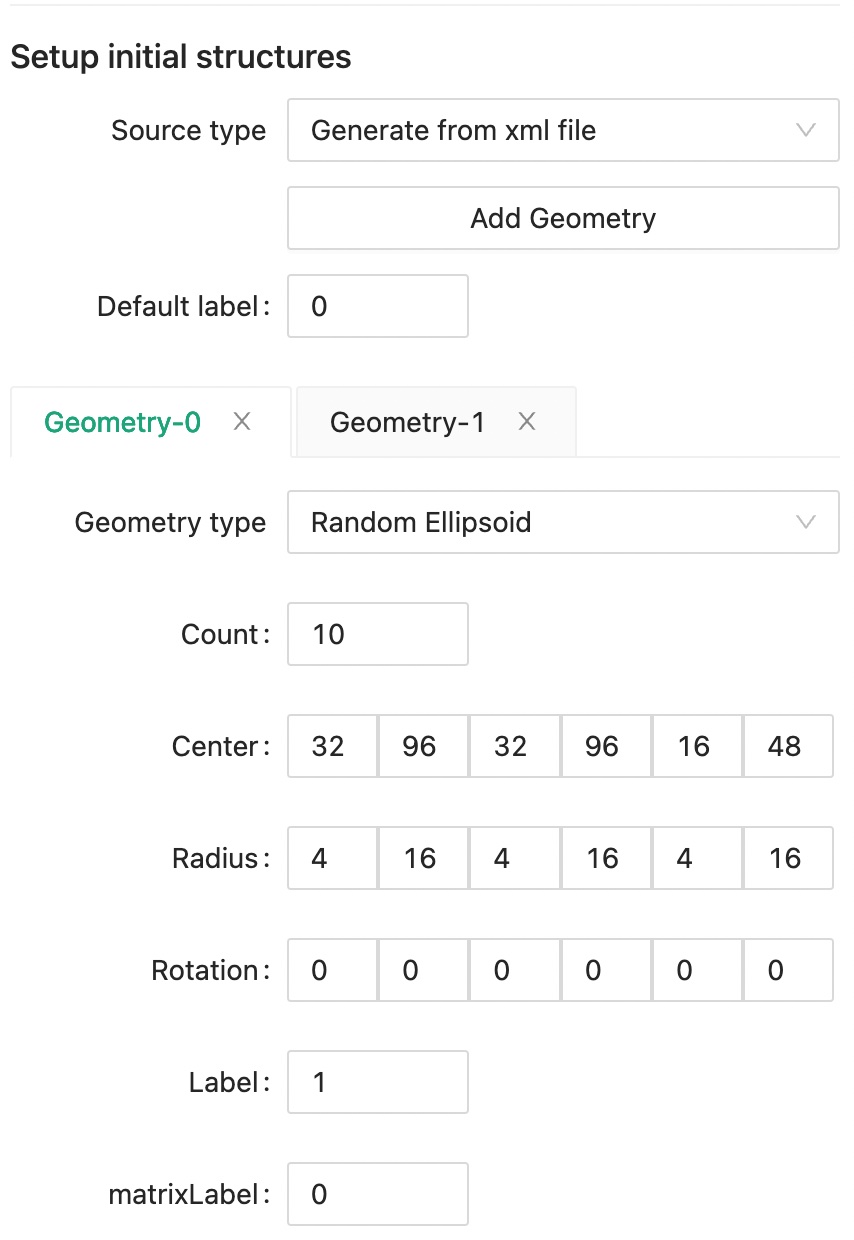 Setup initial structures
Source type Generate from xml file
Add Geometry
Default label: 0
Geometry-0 X Geometry-1 X
Geometry type Random Ellipsoid
Count: 10
Center: 32 96 32 96 16 48
Radius: 4 16 4 16 4 16
Rotation: 0 0 0 0 0 0
Label: 1
matrixLabel: 0